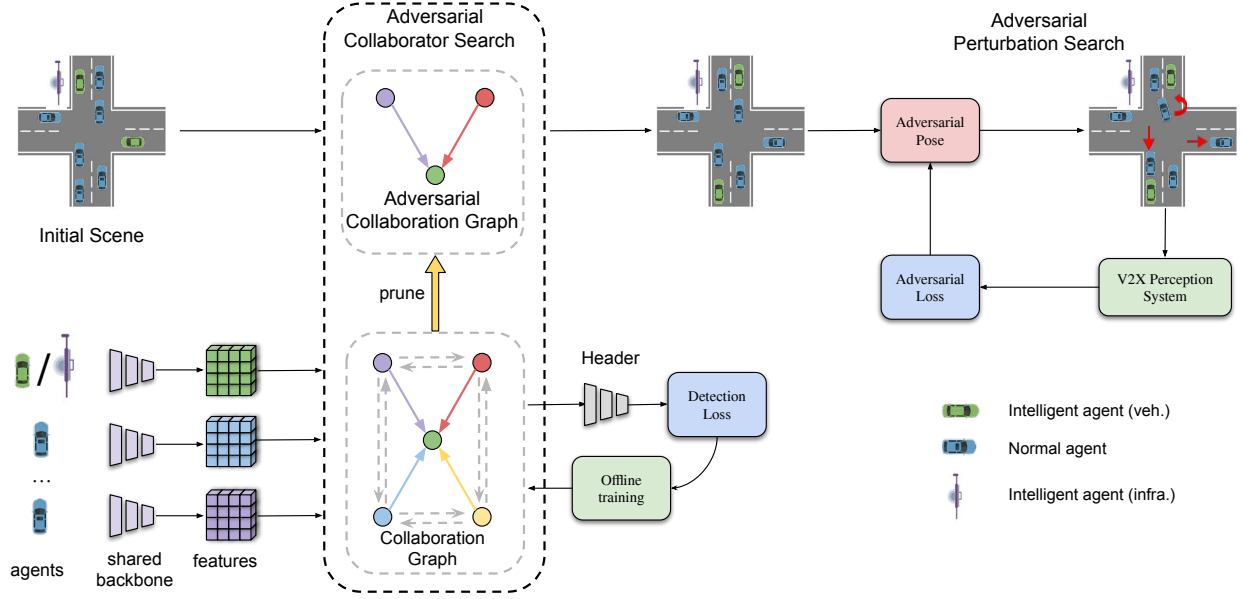 Adversarial
Collaborator Search
Adversarial
Perturbation Search
Adversarial
Collaboration Graph
Initial Scene
Adversarial
Pose
Adversarial
Loss
V2X Perception
System
prune
/
Header
Detection
Loss
Offline
training
...
Collaboration
Graph
agents
shared
backbone
features
Intelligent agent (veh.)
Normal agent
Intelligent agent (infra.)